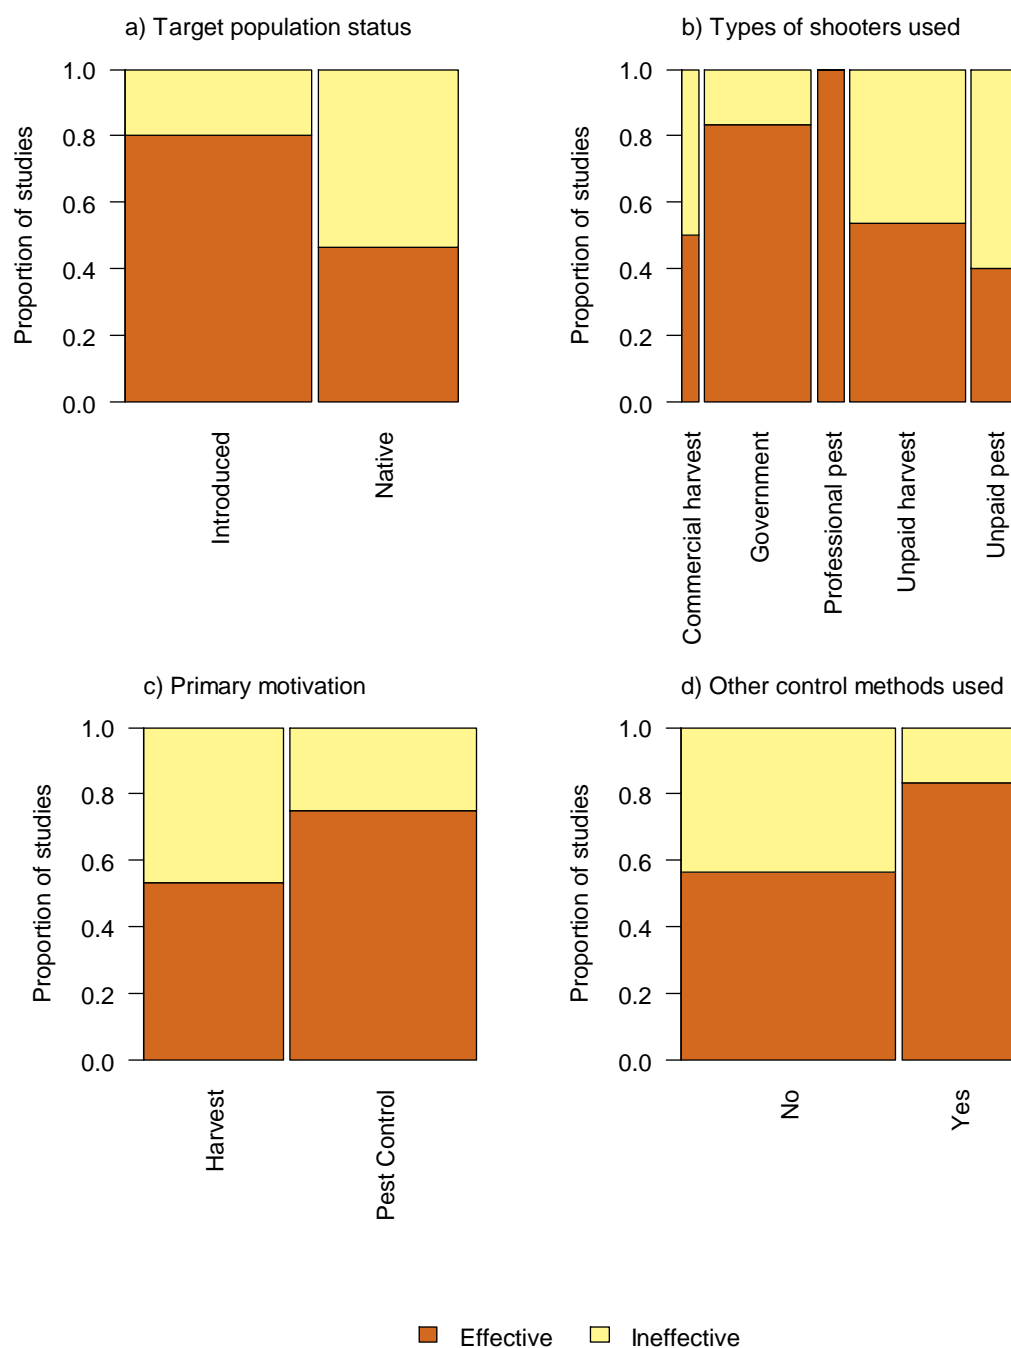 a) Target population status
Proportion of studies
1.0
0.8
0.6
0.4
0.2
0.0
Introduced
Native
b) Types of shooters used
Proportion of studies
1.0
0.8
0.6
0.4
0.2
0.0
Commercial harvest
Government
Professional pest
Unpaid harvest
Unpaid pest
c) Primary motivation
Proportion of studies
1.0
0.8
0.6
0.4
0.2
0.0
Harvest
Pest Control
d) Other control methods used
Proportion of studies
1.0
0.8
0.6
0.4
0.2
0.0
No
Yes
Effective
Ineffective